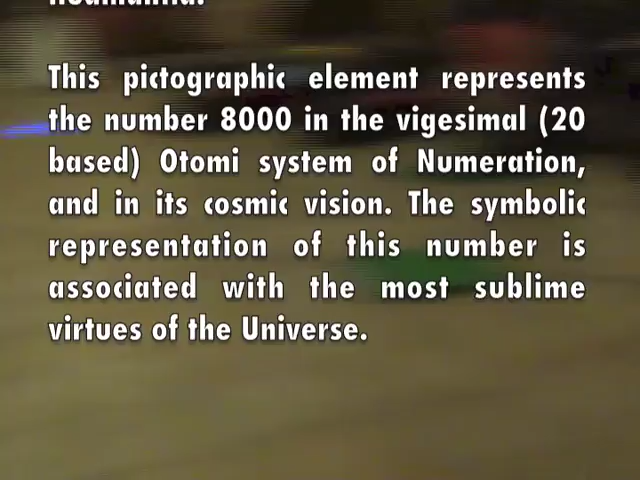 This pictographic element represents
the number 8000 in the vigesimal (20
based) Otomi system of Numeration,
and in its cosmic vision. The symbolic
representation of this number is
associated with the most sublime
virtues of the Universe.